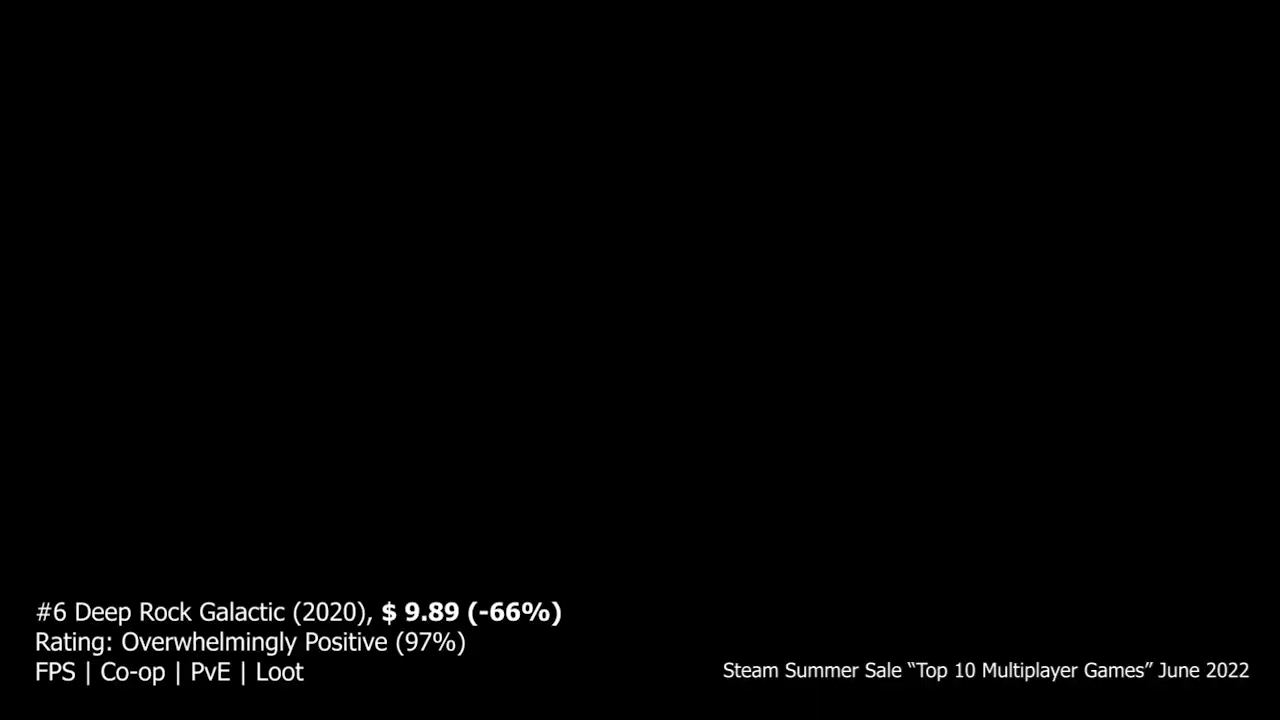 #6 Deep Rock Galactic (2020), $ 9.89 (-66%)
Rating: Overwhelmingly Positive (97%)
FPS | Co-op | PvE | Loot
Steam Summer Sale “Top 10 Multiplayer Games” June 2022